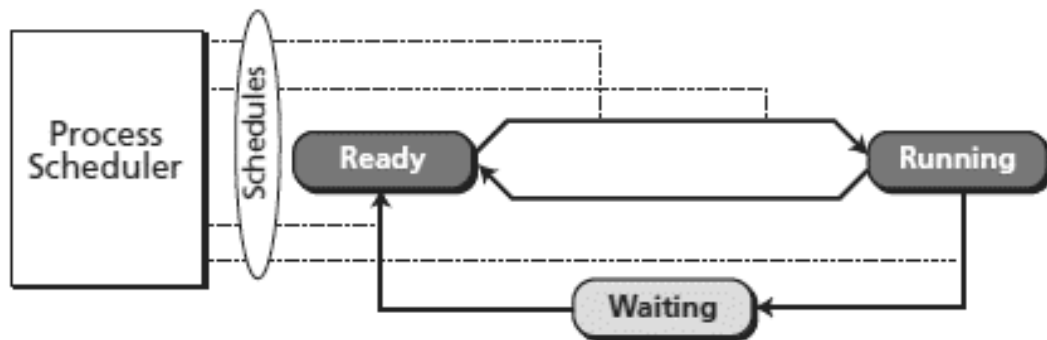 Process
Scheduler
Schedules
Ready
Running
Waiting